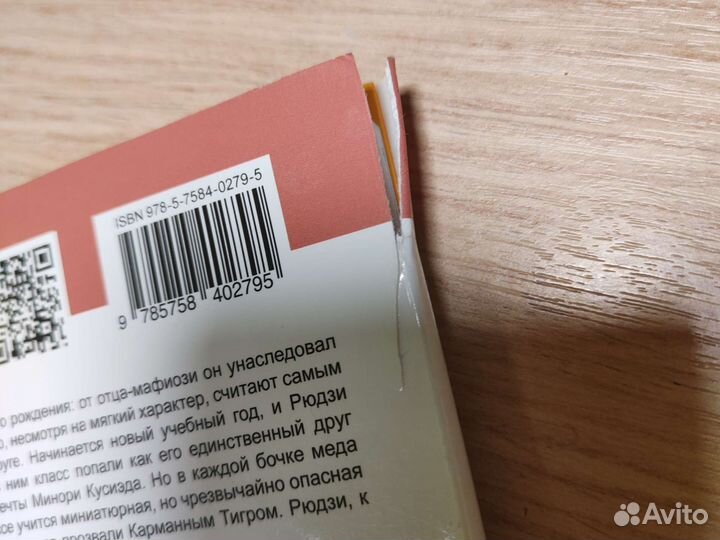 ISBN 978-5-7584-0279-5
9 785758 402795
рождения: от отца-мафиози он унаследовал
несмотря на мягкий характер, считают самым
Начинается новый учебный год, и Рюдзи
ним класс попали как его единственный друг
Минори Кусиэда. Но в каждой бочке меда
учится миниатюрная, но чрезвычайно опасная
прозвали Карманным Тигром. Рюдзи, к
Avito